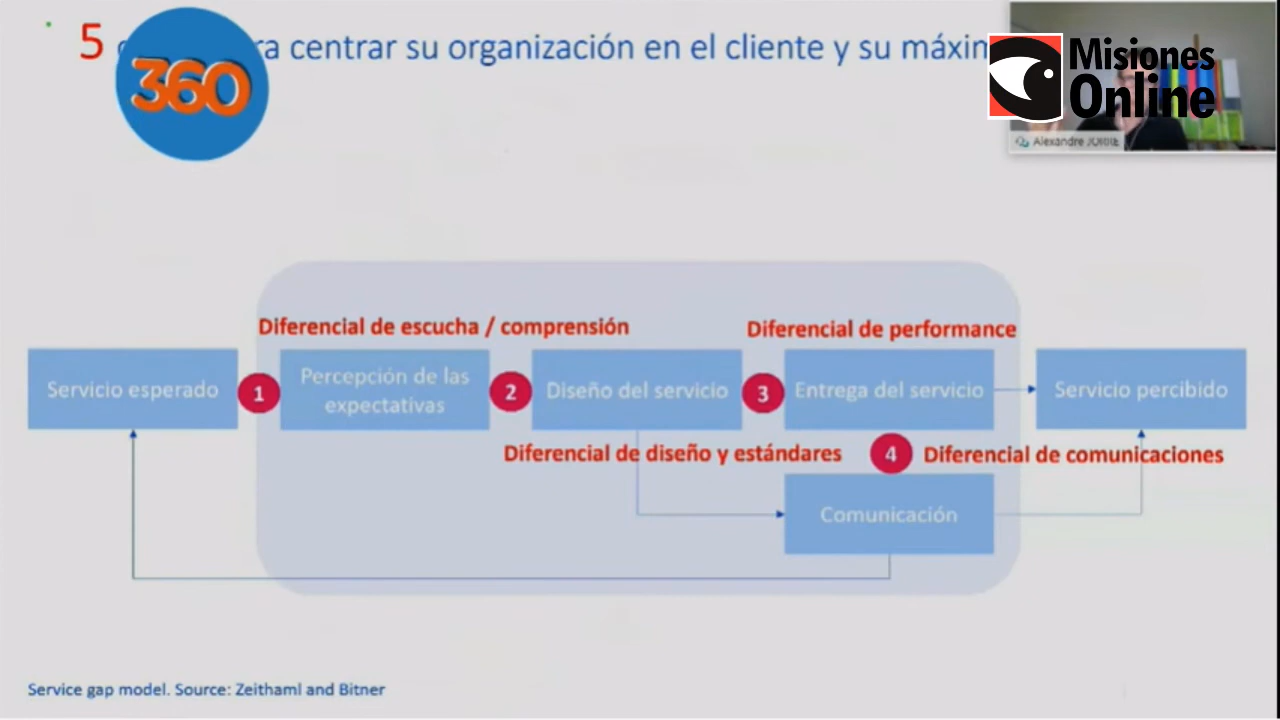 5 ra centrar su organización en el cliente y su máxim
360
Misiones
Online
Alexandre
Diferencial de escucha / comprensión
Diferencial de performance
Servicio esperado
1
Percepción de las
expectativas
2
Diseño del servicio
3
Entrega del servicio
Servicio percibido
Diferencial de diseño y estándares
4
Diferencial de comunicaciones
Comunicación
Service gap model. Source: Zeithaml and Bitner